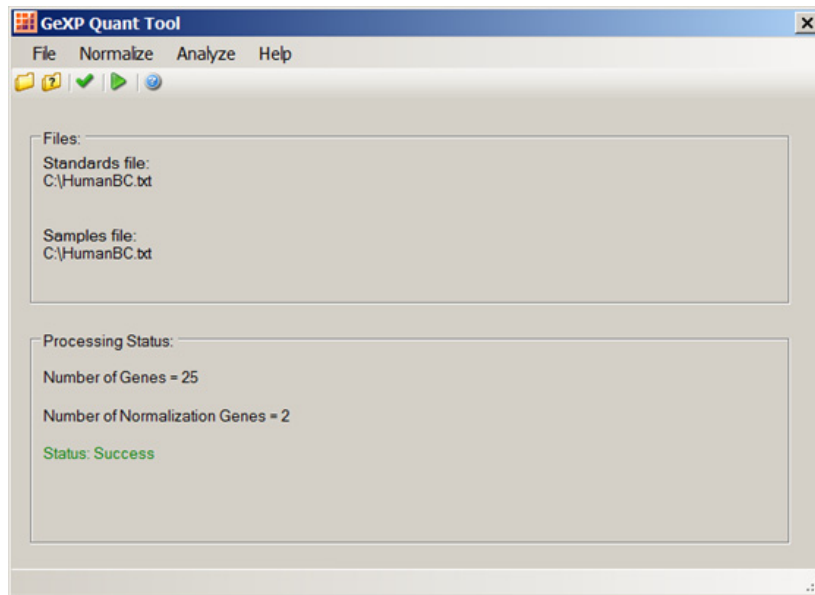 GeXP Quant Tool
File Normalize Analyze Help
Files:
Standards file:
C:\HumanBC.txt
Samples file:
C:\HumanBC.txt
Processing Status:
Number of Genes = 25
Number of Normalization Genes = 2
Status: Success